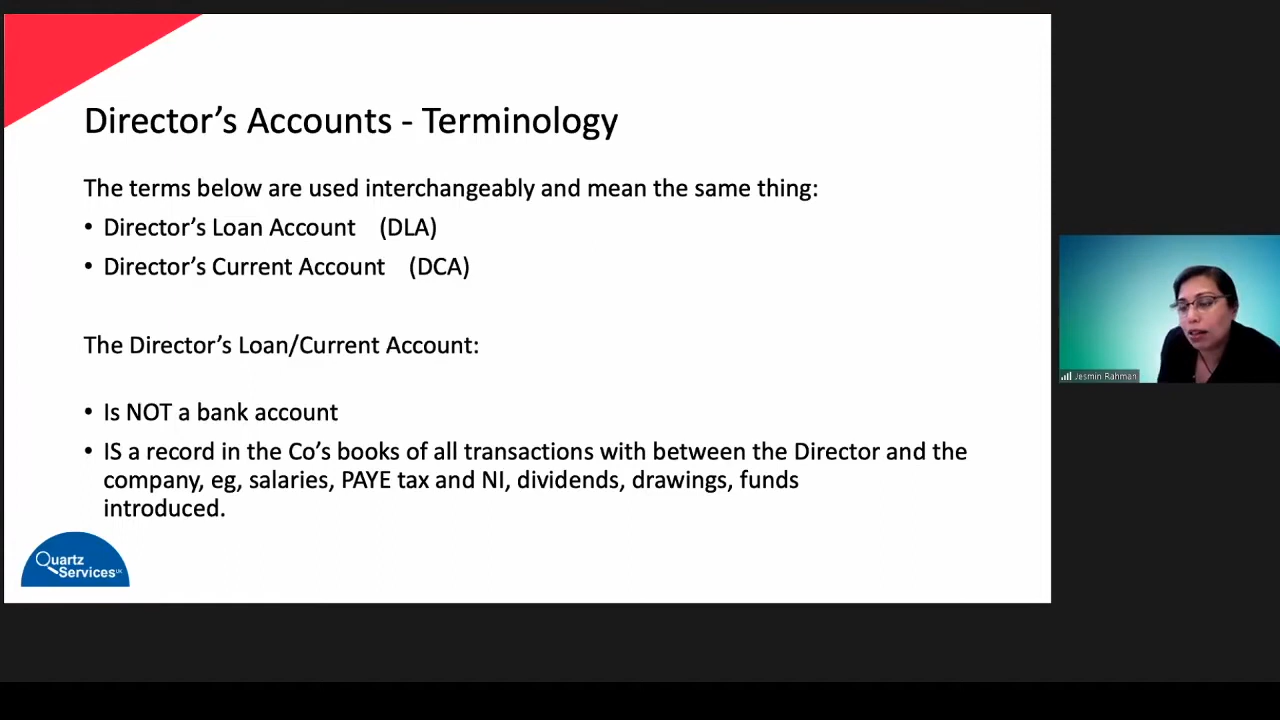 Director’s Accounts - Terminology
The terms below are used interchangeably and mean the same thing:
• Director’s Loan Account (DLA)
• Director’s Current Account (DCA)
The Director’s Loan/Current Account:
• Is NOT a bank account
• IS a record in the Co’s books of all transactions with between the Director and the
company, eg, salaries, PAYE tax and NI, dividends, drawings, funds
introduced.
Quartz
Services UK
Jesmin Rahman